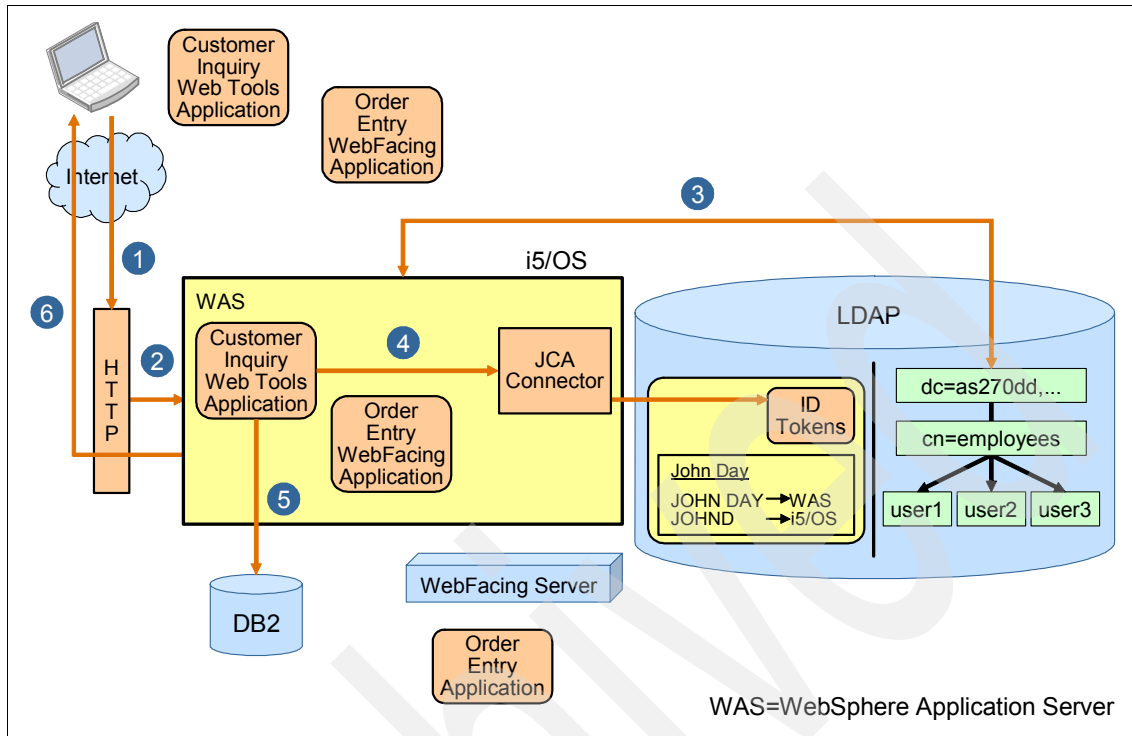 Customer
Inquiry
Web Tools
Application
Order
Entry
WebFacing
Application
Internet
3
1
i5/OS
6
WAS
LDAP
2
HTTP
Customer
Inquiry
Web Tools
Application
4
JCA
Connector
Order
Entry
WebFacing
Application
5
ID
Tokens
John Day
JOHN DAY WAS
JOHND i5/OS
dc=as270dd,...
cn=employees
user1 user2 user3
WebFacing Server
DB2
Order
Entry
Application
WAS=WebSphere Application Server